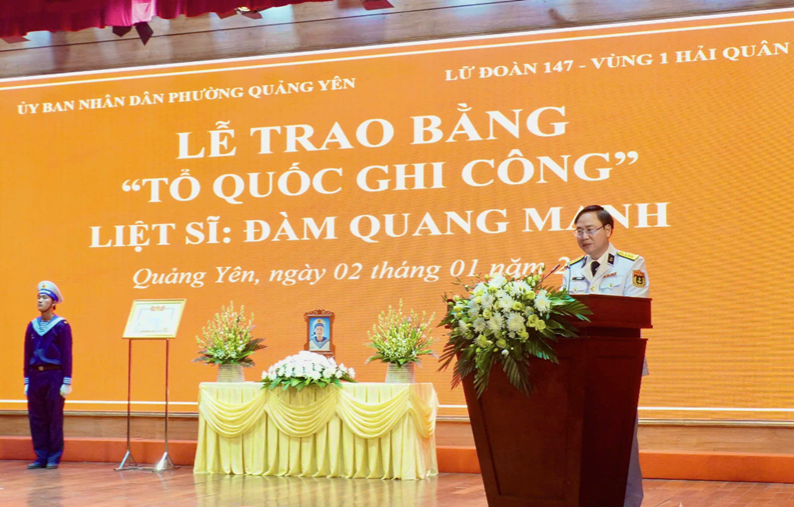 ỦY BAN NHÂN DÂN PHƯỜNG QUẢNG YÊN
LỮ ĐOÀN 147 - VÙNG 1 HẢI QUÂN
LỄ TRAO BẰNG
“TỔ QUỐC GHI CÔNG”
LIỆT SĨ: ĐÀM QUANG MẠNH
Quảng Yên, ngày 02 tháng 01 năm 2